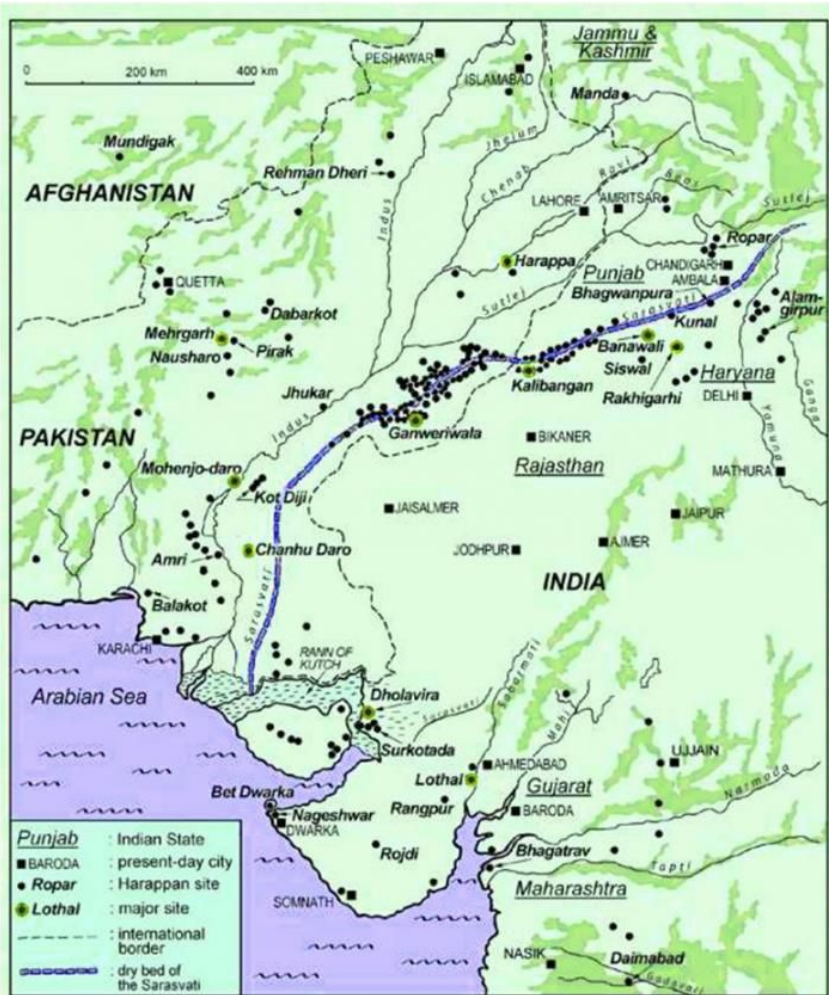 Jammu &
Kashmir
PESHAWAR
ISLAMABAD
0
200 km
400 km
Manda
Mundigak
Jhelum
Rehman Dheri
Chenab
Ravi
Beas
AFGHANISTAN
Indus
LAHORE
AMRITSAR
Sutlej
Ropar
Harappa
CHANDIGARH
Punjab
AMBALA
QUETTA
Bhagwanpura
Sutlej
Sarasvati
Alam-
girpur
Dabarkot
Kunal
Mehrgarh
Banawali
Pirak
Nausharo
Siswal
Kalibangan
Haryana
Rakhigarhi
Jhukar
DELHI
Indus
Ganga
Yamuna
Ganweriwala
BIKANER
PAKISTAN
Rajasthan
Mohenjo-daro
MATHURA
Kot Diji
JAISALMER
JAIPUR
AJMER
Chanhu Daro
JODHPUR
Amri
INDIA
Sarasvati
Balakot
KARACHI
RANN OF
KUTCH
Sabarmati
Arabian Sea
Dholavira
Sarasvati
Mahi
Surkotada
UJJAIN
AHMEDABAD
Lothal
Gujarat
Narmada
Bet Dwarka
Rangpur
BARODA
Nageshwar
DWARKA
Rojdi
Bhagatrav
Tapti
Maharashtra
SOMNATH
NASIK
Daimabad
Godavari
Punjab : Indian State
BARODA : present-day city
Ropar : Harappan site
Lothal : major site
: international
border
: dry bed of
the Sarasvati